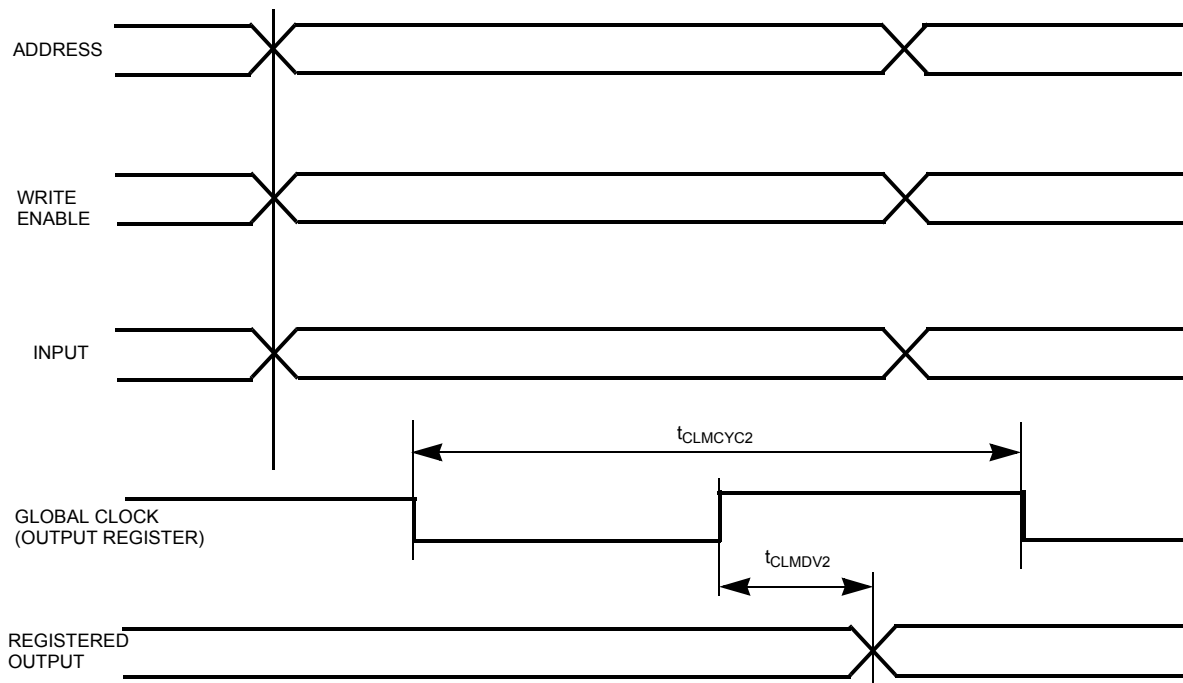 ADDRESS
WRITE
ENABLE
INPUT
tCLMCYC2
GLOBAL CLOCK
(OUTPUT REGISTER)
tCLMDV2
REGISTERED
OUTPUT